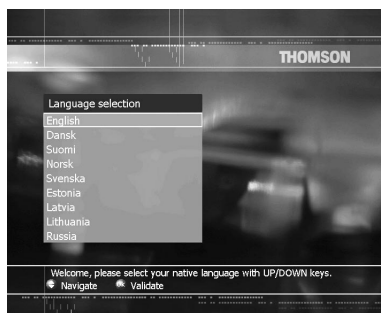 THOMSON
Language selection
English
Dansk
Suomi
Norsk
Svenska
Estonia
Latvia
Lithuania
Russia
Welcome, please select your native language with UP/DOWN keys.
Navigate Validate